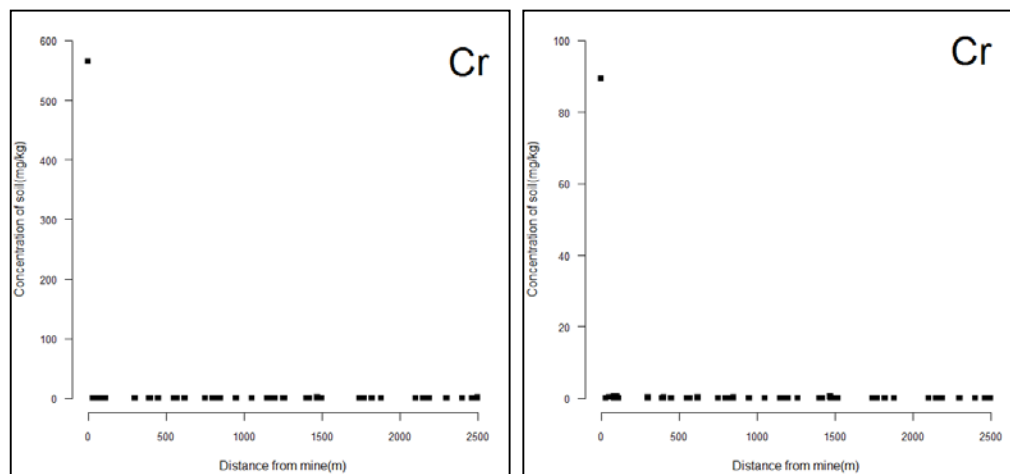 Cr
Concentration of soil(mg/kg)
600
500
400
300
200
100
0
0 500 1000 1500 2000 2500
Distance from mine(m)
Cr
Concentration of soil(mg/kg)
100
80
60
40
20
0
0 500 1000 1500 2000 2500
Distance from mine(m)